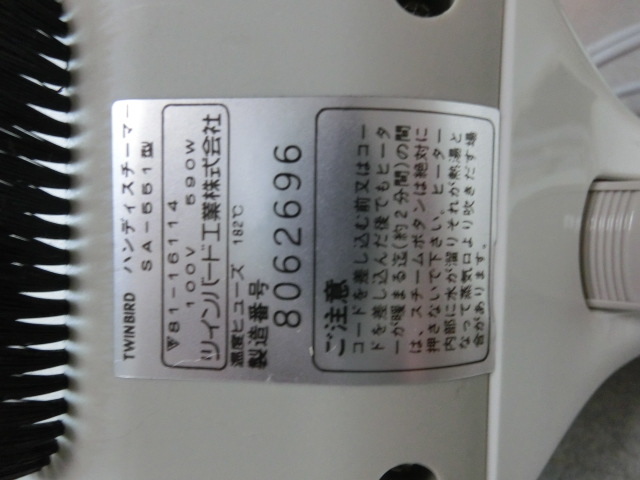 TWINBIRD ハンディスチーマー
SA-551型
▽81-16114
100V 590W
ツインバード工業株式会社
温度ヒューズ 182℃
製造番号
8062696
ご注意
コードを差し込む前又はコー
ドを差し込んだ後でもヒータ
ーが暖まる迄(約2分間)の間
は、スチームボタンは絶対に
押さないで下さい。ヒーター
内部に水が溜りそれが熱湯と
なって蒸気口より吹きだす場
合があります。